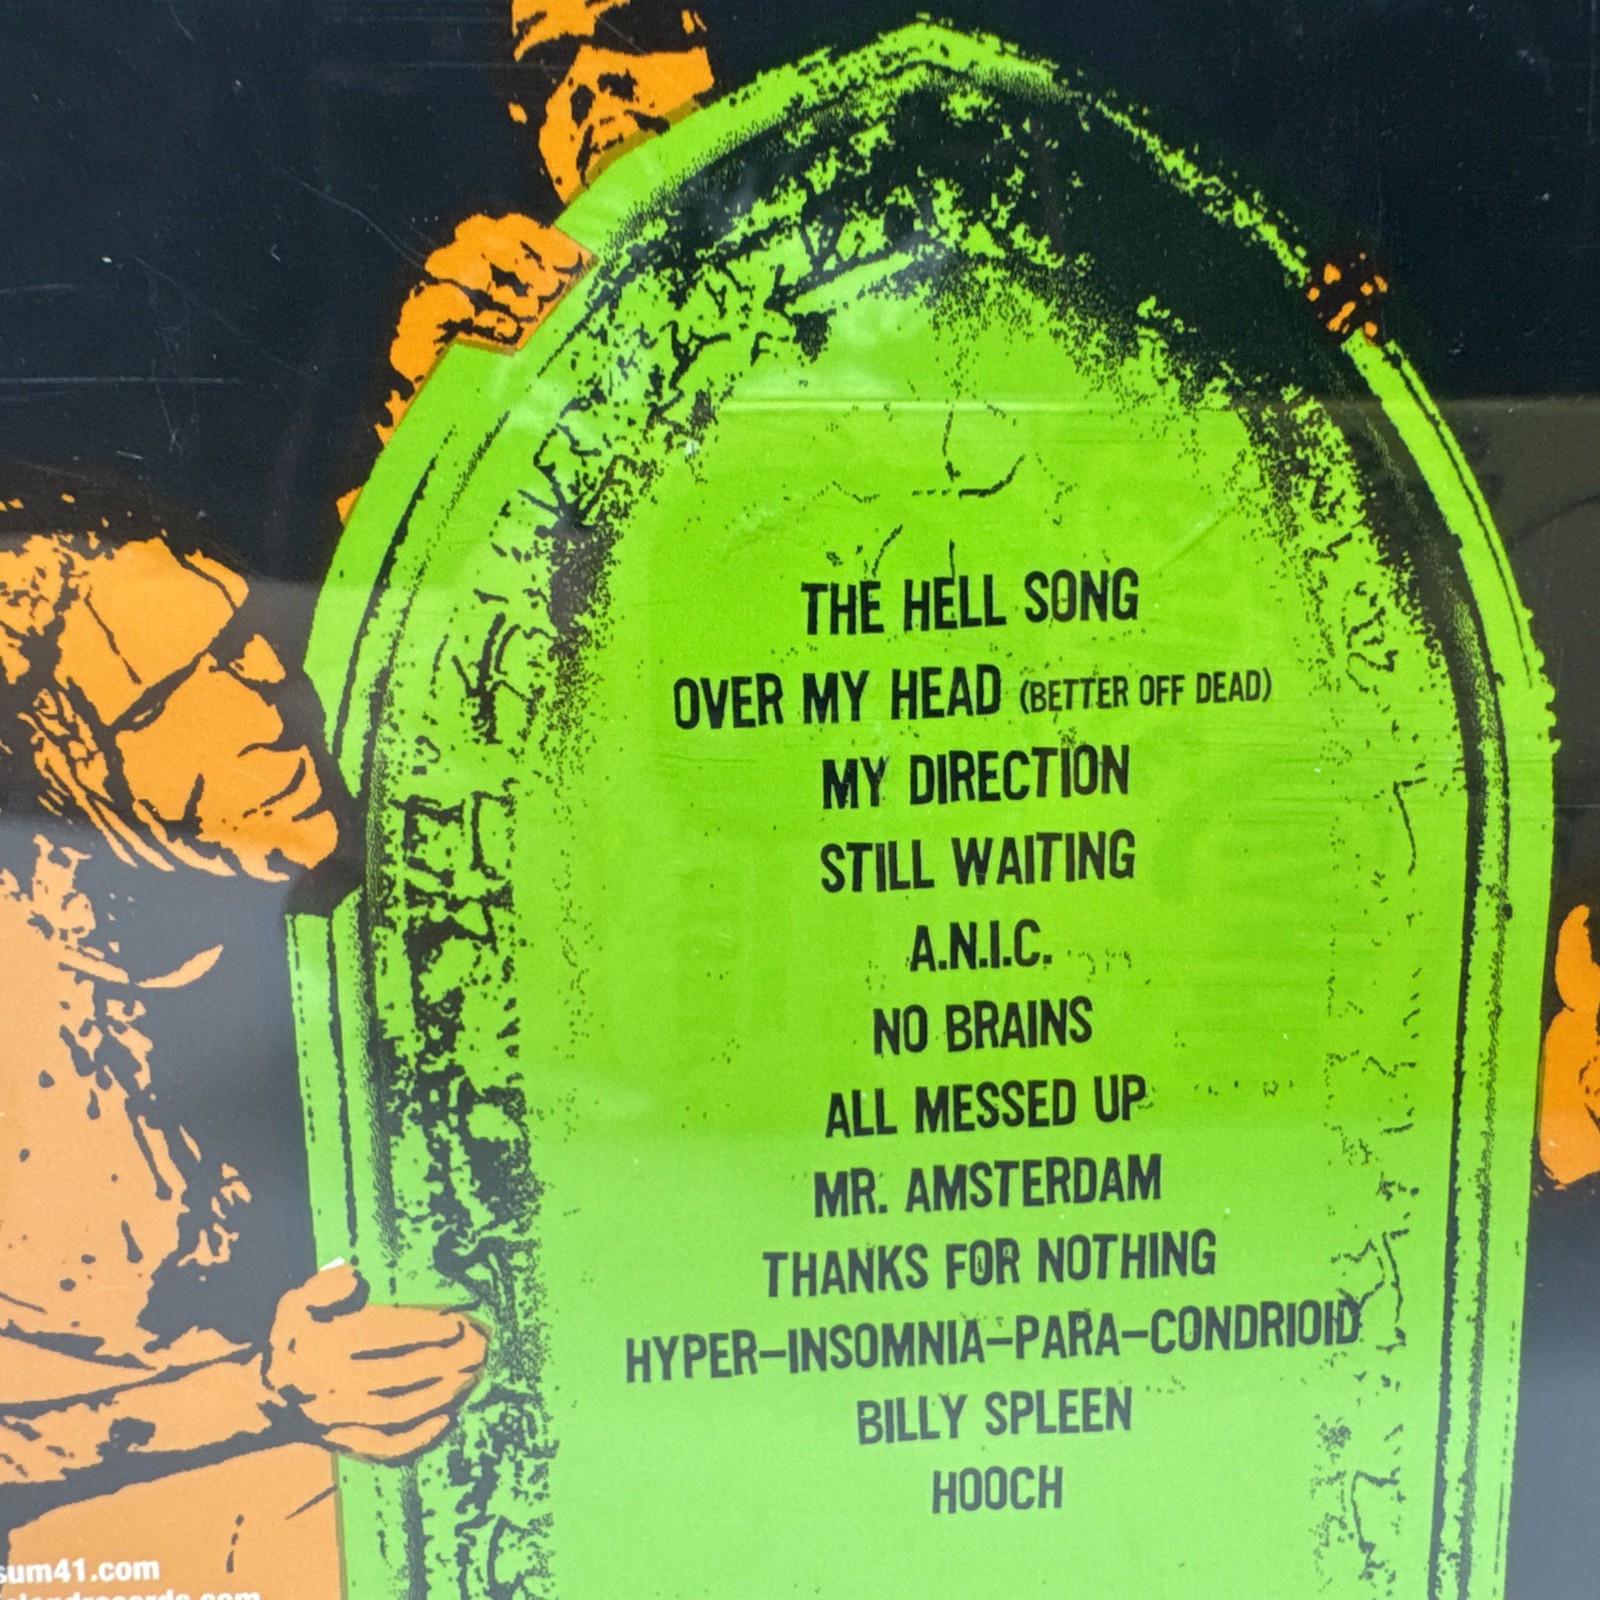 THE HELL SONG
OVER MY HEAD (BETTER OFF DEAD)
MY DIRECTION
STILL WAITING
A.N.I.C.
NO BRAINS
ALL MESSED UP
MR. AMSTERDAM
THANKS FOR NOTHING
HYPER-INSOMNIA-PARA-CONDRIOID
BILLY SPLEEN
HOOCH
sum41.com